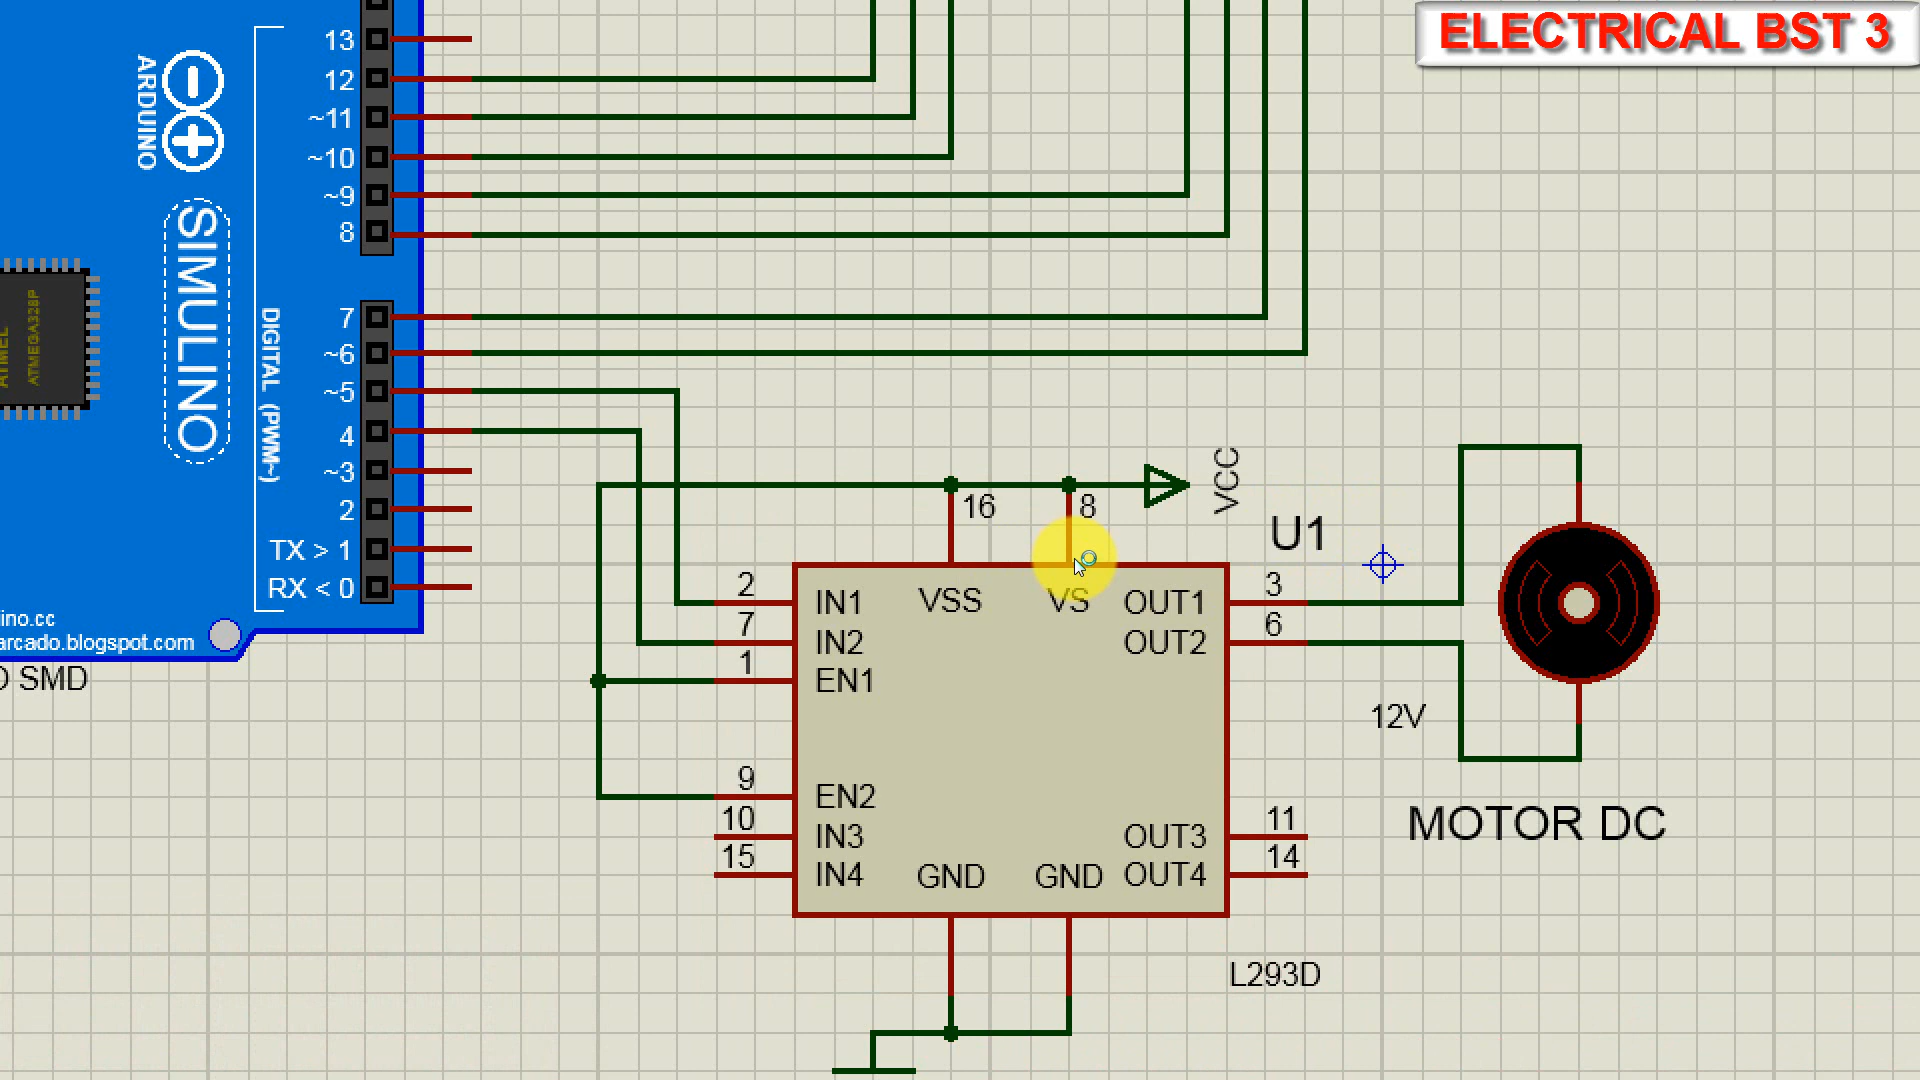 ELECTRICAL BST 3
13
12
~11
~10
~9
8
ARDUINO
SIMULINO
ATMEGA328P
ATMEL
DIGITAL (PWM~)
7
~6
~5
4
~3
2
TX > 1
RX < 0
ino.cc
arcado.blogspot.com
SMD
16
8
VCC
U1
2
IN1
VSS
VS
OUT1
3
7
IN2
OUT2
6
1
EN1
12V
9
EN2
MOTOR DC
10
IN3
OUT3
11
15
IN4
GND
GND
OUT4
14
L293D